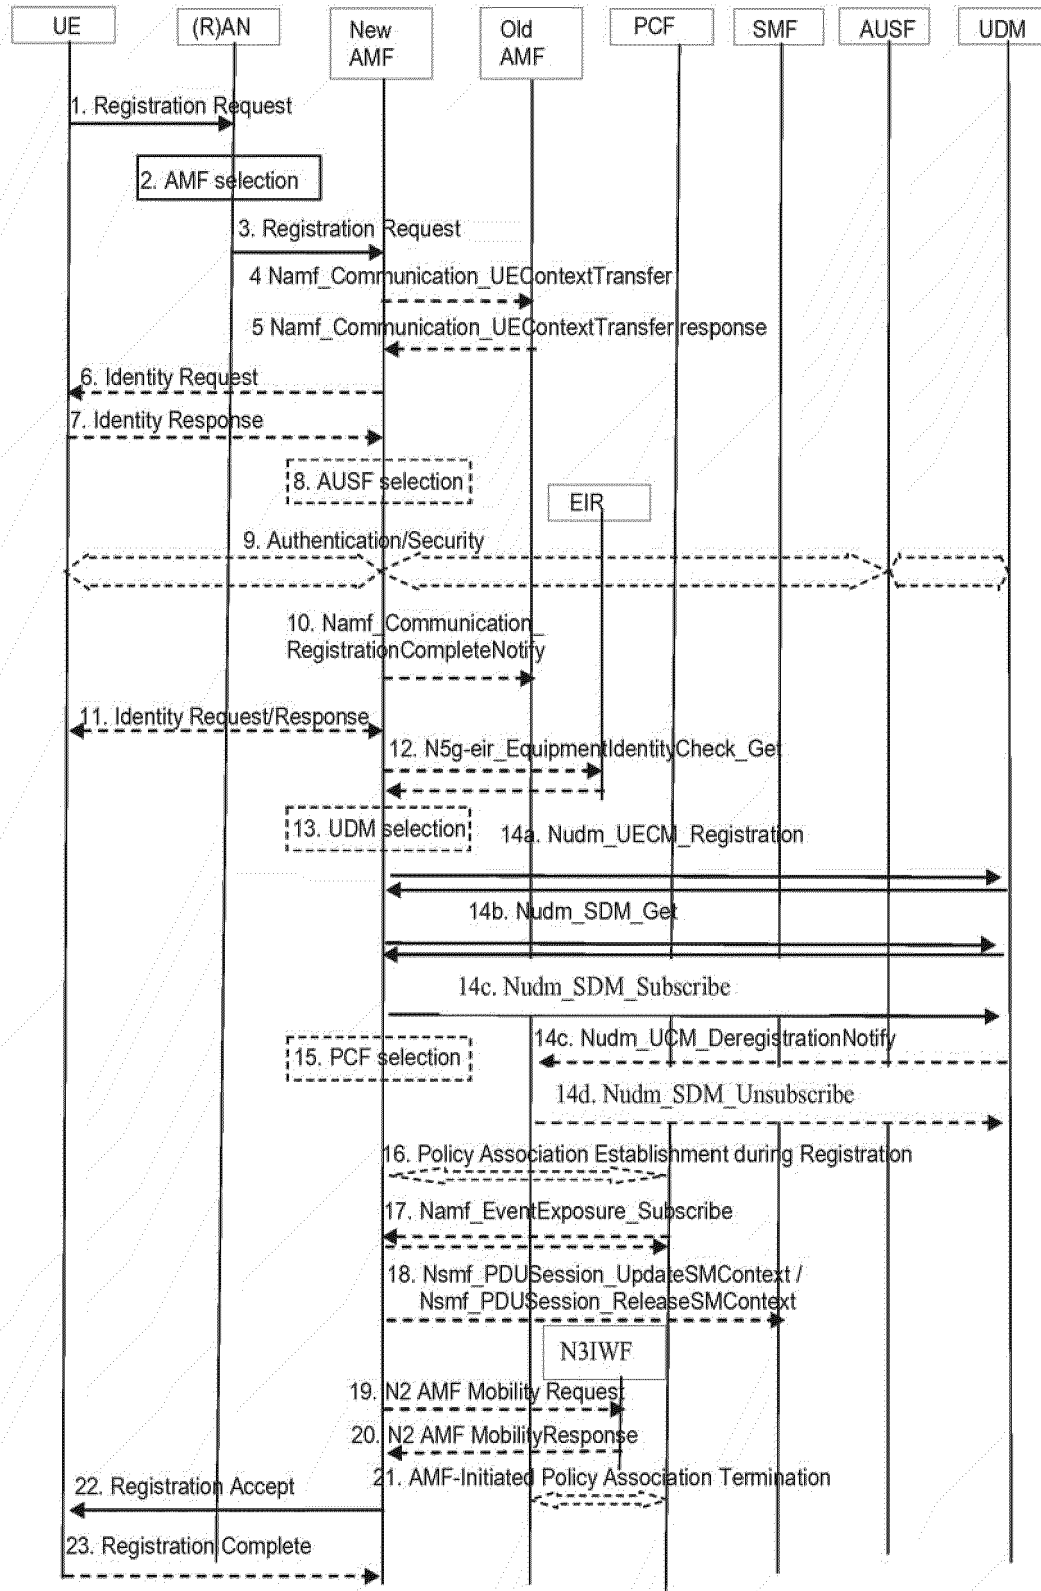 UE
(R)AN
New
AMF
Old
AMF
PCF
SMF
AUSF
UDM
1. Registration Request
2. AMF selection
3. Registration Request
4 Namf_Communication_UEContextTransfer
5 Namf_Communication_UEContextTransfer response
6. Identity Request
7. Identity Response
8. AUSF selection
EIR
9. Authentication/Security
10. Namf_Communication_
RegistrationCompleteNotify
11. Identity Request/Response
12. N5g-eir_EquipmentIdentityCheck_Get
13. UDM selection
14a. Nudm_UECM_Registration
14b. Nudm_SDM_Get
14c. Nudm_SDM_Subscribe
14c. Nudm_UCM_DeregistrationNotify
15. PCF selection
14d. Nudm_SDM_Unsubscribe
16. Policy Association Establishment during Registration
17. Namf_EventExposure_Subscribe
18. Nsmf_PDUSession_UpdateSMContext /
Nsmf_PDUSession_ReleaseSMContext
N3IWF
19. N2 AMF Mobility Request
20. N2 AMF MobilityResponse
21. AMF-Initiated Policy Association Termination
22. Registration Accept
23. Registration Complete